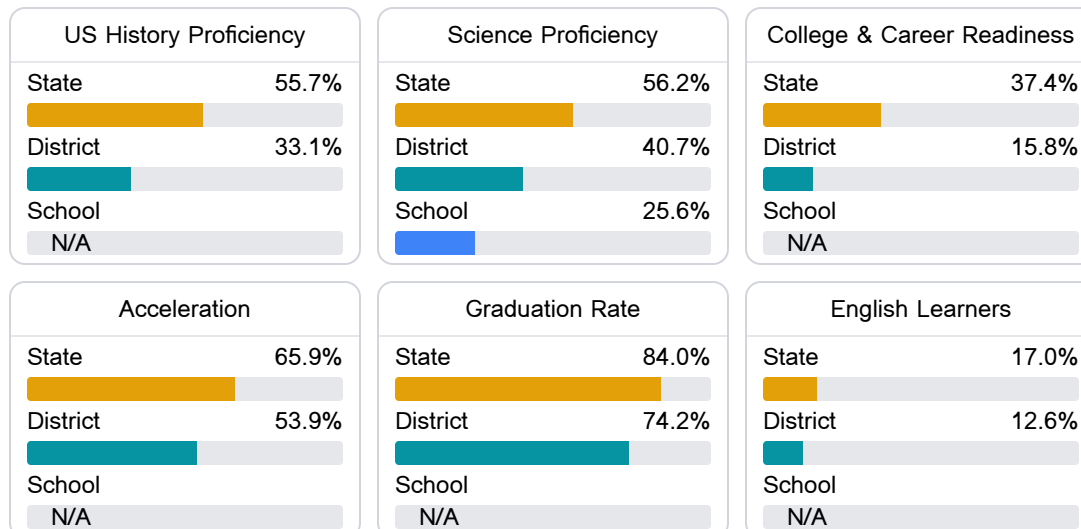 US History Proficiency
State 55.7%
District 33.1%
School
N/A
Science Proficiency
State 56.2%
District 40.7%
School 25.6%
College & Career Readiness
State 37.4%
District 15.8%
School
N/A
Acceleration
State 65.9%
District 53.9%
School
N/A
Graduation Rate
State 84.0%
District 74.2%
School
N/A
English Learners
State 17.0%
District 12.6%
School
N/A